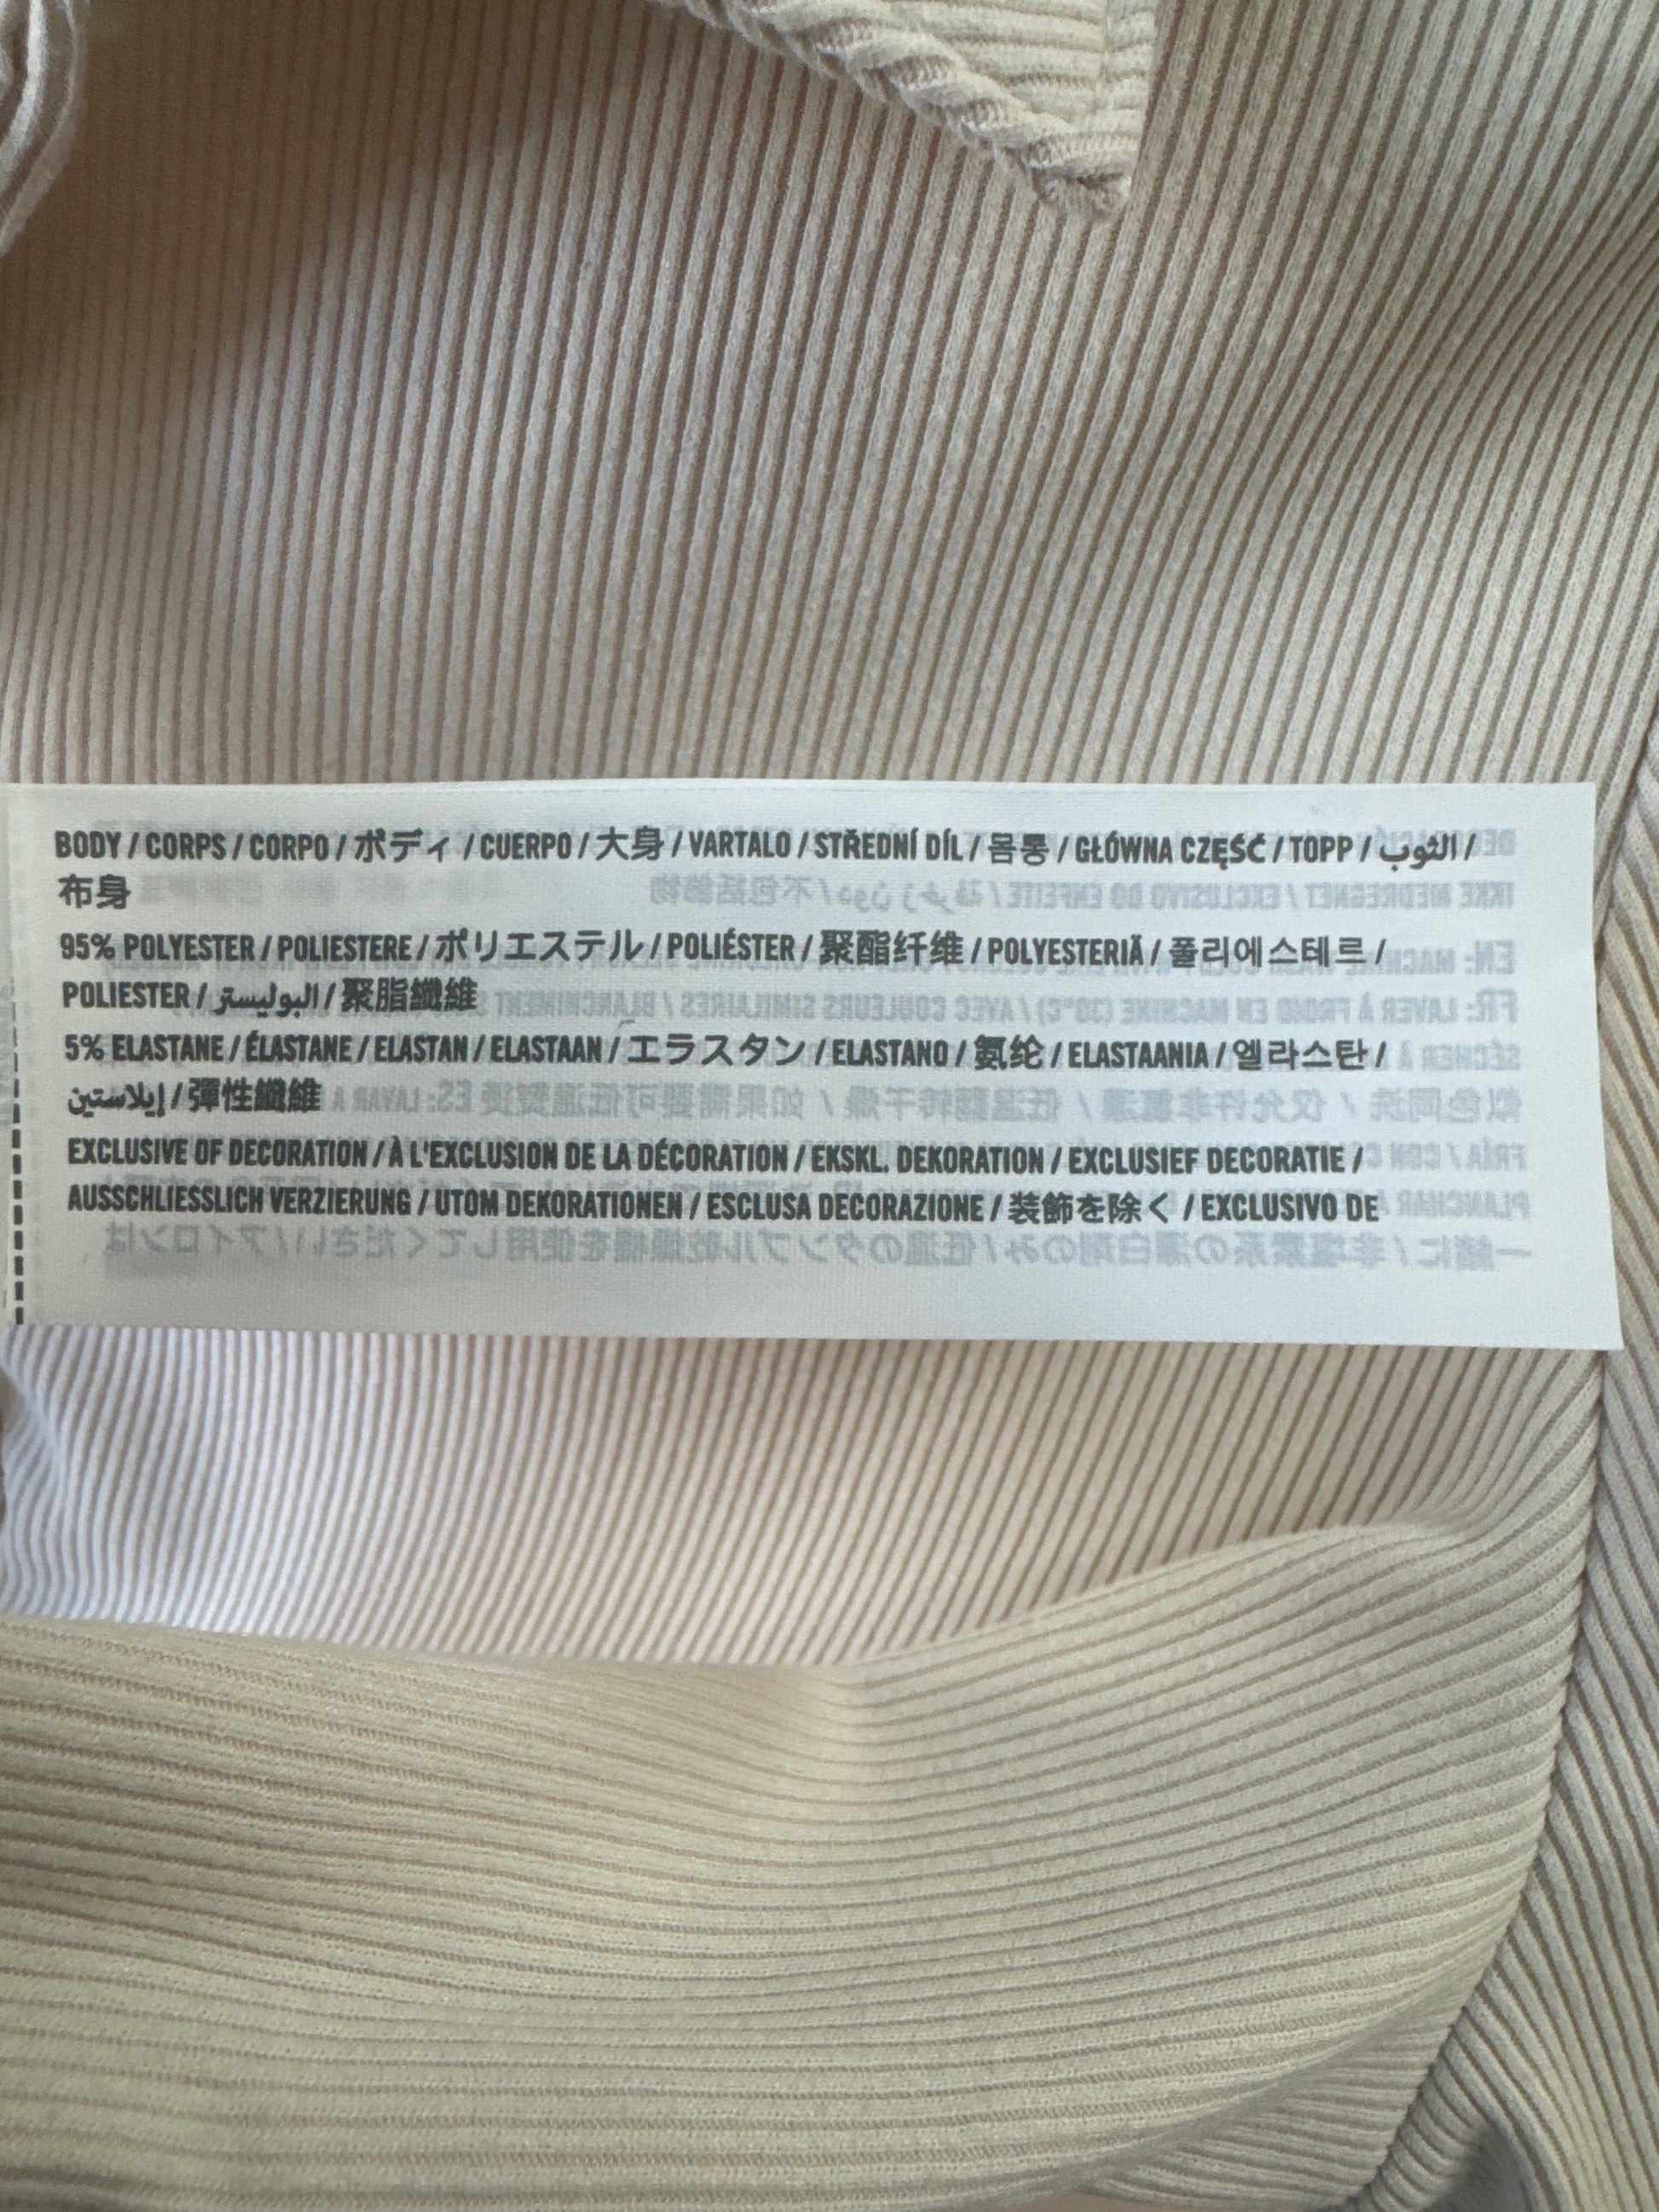 BODY / CORPS / CORPO / ボディ / CUERPO / 大身 / VARTALO / STŘEDNÍ DÍL / 몸통 / GŁÓWNA CZĘŚĆ / TOPP / الثوب /
布身
95% POLYESTER / POLIESTERE / ポリエステル / POLIÉSTER / 聚酯纤维 / POLYESTERIÄ / 폴리에스테르 /
POLIESTER / البوليستر / 聚脂纖維
5% ELASTANE / ÉLASTANE / ELASTAN / ELASTAAN / エラスタン / ELASTANO / 氨纶 / ELASTAANIA / 엘라스탄 /
إيلاستين / 彈性纖維
EXCLUSIVE OF DECORATION / À L'EXCLUSION DE LA DÉCORATION / EKSKL. DEKORATION / EXCLUSIEF DECORATIE /
AUSSCHLIESSLICH VERZIERUNG / UTOM DEKORATIONEN / ESCLUSA DECORAZIONE / 装飾を除く / EXCLUSIVO DE